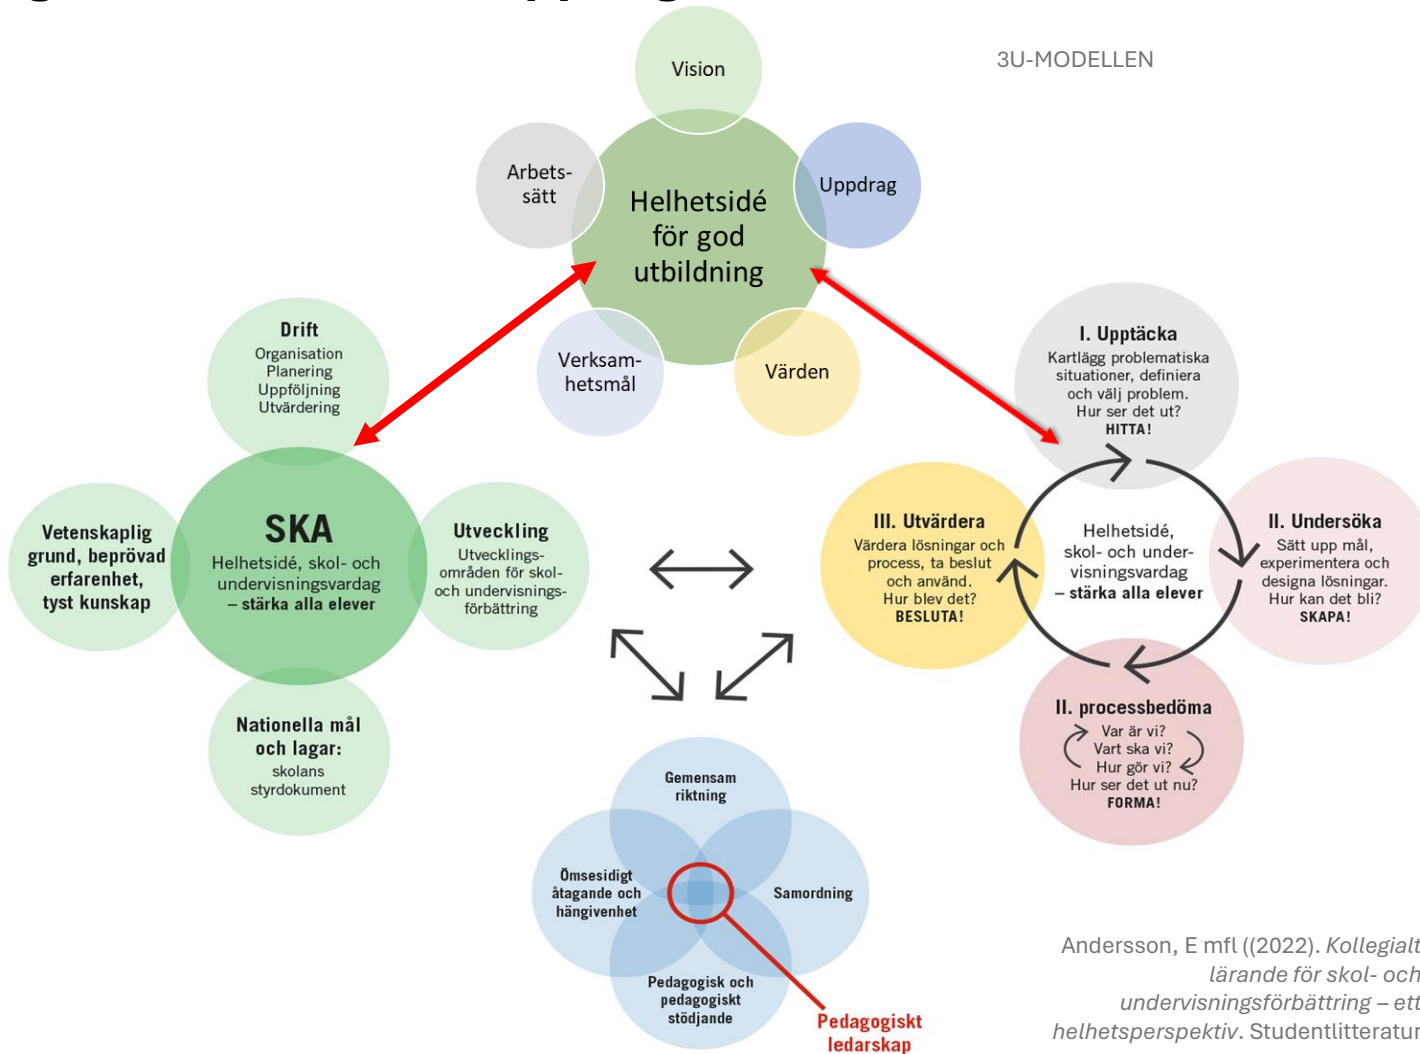 3U-MODELLEN
Vision
Arbets-
sätt
Uppdrag
Helhetsidé
för god
utbildning
Verksam-
hetsmål
Värden
Drift
Organisation
Planering
Uppföljning
Utvärdering
SKA
Helhetsidé, skol- och
undervisningsvardag
– stärka alla elever
Vetenskaplig
grund, beprövad
erfarenhet,
tyst kunskap
Utveckling
Utvecklings-
områden för skol-
och undervisnings-
förbättring
Nationella mål
och lagar:
skolans
styrdokument
I. Upptäcka
Kartlägg problematiska
situationer, definiera
och välj problem.
Hur ser det ut?
HITTA!
III. Utvärdera
Värdera lösningar och
process, ta beslut
och använd.
Hur blev det?
BESLUTA!
Helhetsidé,
skol- och under-
visningsvardag
– stärka alla elever
II. Undersöka
Sätt upp mål,
experimentera och
designa lösningar.
Hur kan det bli?
SKAPA!
II. processbedöma
Var är vi?
Vart ska vi?
Hur gör vi?
Hur ser det ut nu?
FORMA!
Gemensam
riktning
Ömsesidigt
åtagande och
hängivenhet
Samordning
Pedagogisk och
pedagogiskt
stödjande
Pedagogiskt
ledarskap
Andersson, E mfl ((2022). Kollegialt
lärande för skol- och
undervisningsförbättring – ett
helhetsperspektiv. Studentlitteratur